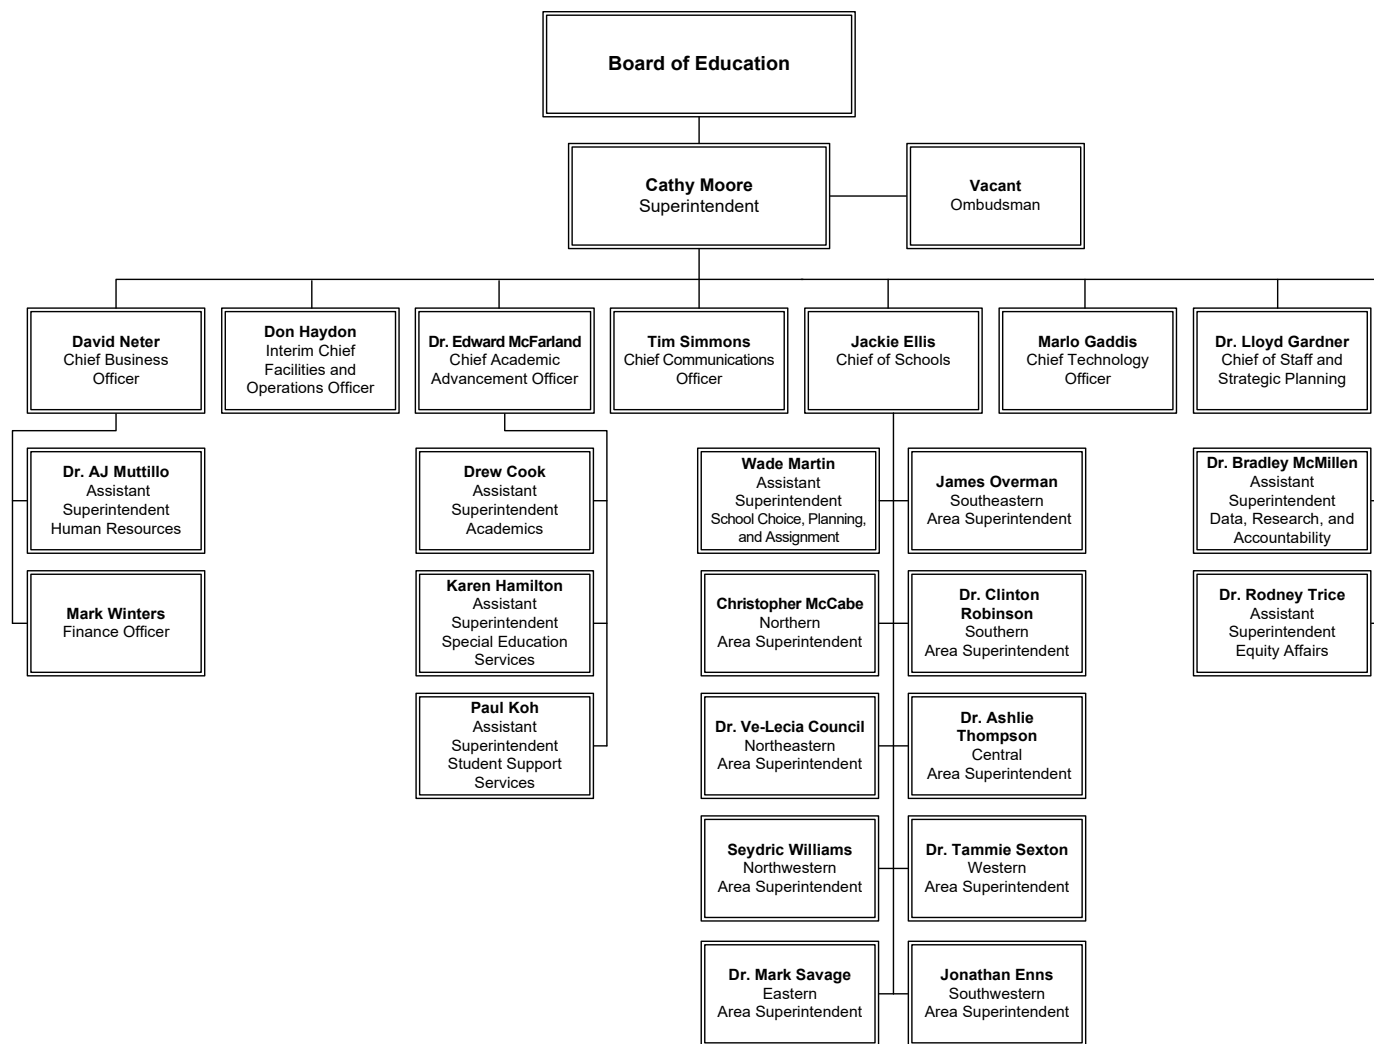 Board of Education
Cathy Moore
Superintendent
Vacant
Ombudsman
David Neter
Chief Business
Officer
Don Haydon
Interim Chief
Facilities and
Operations Officer
Dr. Edward McFarland
Chief Academic
Advancement Officer
Tim Simmons
Chief Communications
Officer
Jackie Ellis
Chief of Schools
Marlo Gaddis
Chief Technology
Officer
Dr. Lloyd Gardner
Chief of Staff and
Strategic Planning
Dr. AJ Muttillo
Assistant
Superintendent
Human Resources
Drew Cook
Assistant
Superintendent
Academics
Wade Martin
Assistant
Superintendent
School Choice, Planning,
and Assignment
James Overman
Southeastern
Area Superintendent
Dr. Bradley McMillen
Assistant
Superintendent
Data, Research, and
Accountability
Mark Winters
Finance Officer
Karen Hamilton
Assistant
Superintendent
Special Education
Services
Christopher McCabe
Northern
Area Superintendent
Dr. Clinton
Robinson
Southern
Area Superintendent
Dr. Rodney Trice
Assistant
Superintendent
Equity Affairs
Paul Koh
Assistant
Superintendent
Student Support
Services
Dr. Ve-Lecia Council
Northeastern
Area Superintendent
Dr. Ashlie
Thompson
Central
Area Superintendent
Seydric Williams
Northwestern
Area Superintendent
Dr. Tammie Sexton
Western
Area Superintendent
Dr. Mark Savage
Eastern
Area Superintendent
Jonathan Enns
Southwestern
Area Superintendent